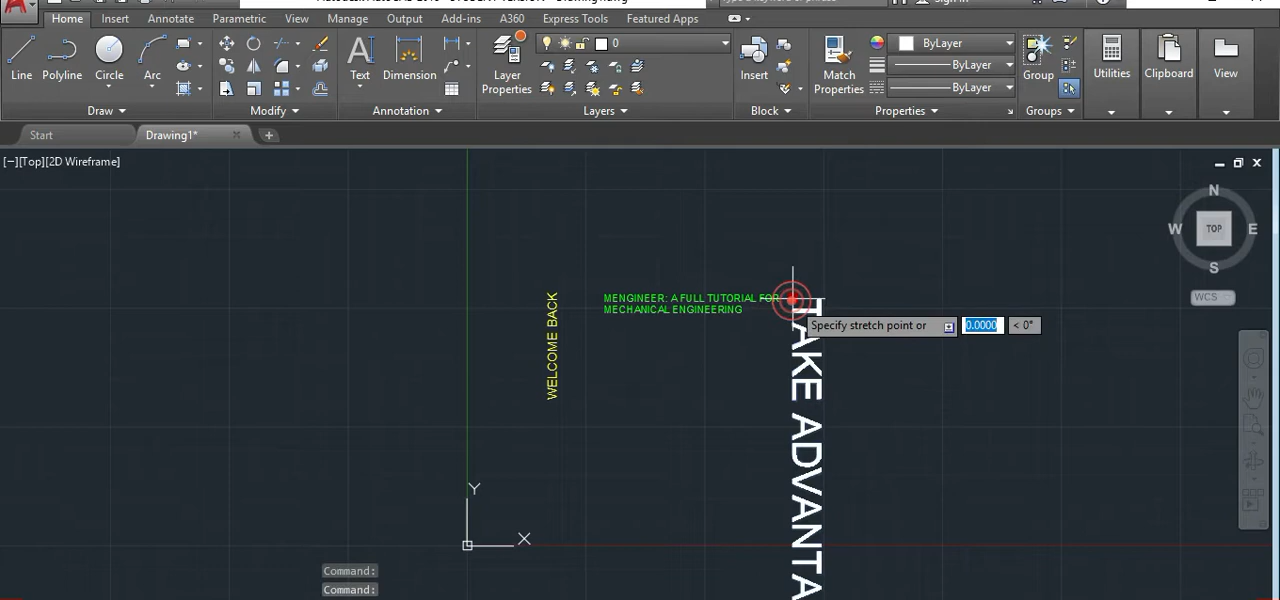 Home Insert Annotate Parametric View Manage Output Add-ins A360 Express Tools Featured Apps
0
ByLayer
ByLayer
ByLayer
Line Polyline Circle Arc
Text Dimension
Layer
Properties
Insert
Match
Properties
Group
Utilities
Clipboard
View
Draw Modify Annotation Layers Block Properties Groups
Start Drawing1*
[−][Top][2D Wireframe]
N
W TOP E
S
WCS
WELCOME BACK
MENGINEER: A FULL TUTORIAL FOR
MECHANICAL ENGINEERING
TAKE ADVANTA
Specify stretch point or 0.0000 < 0°
Y
X
Command:
Command: